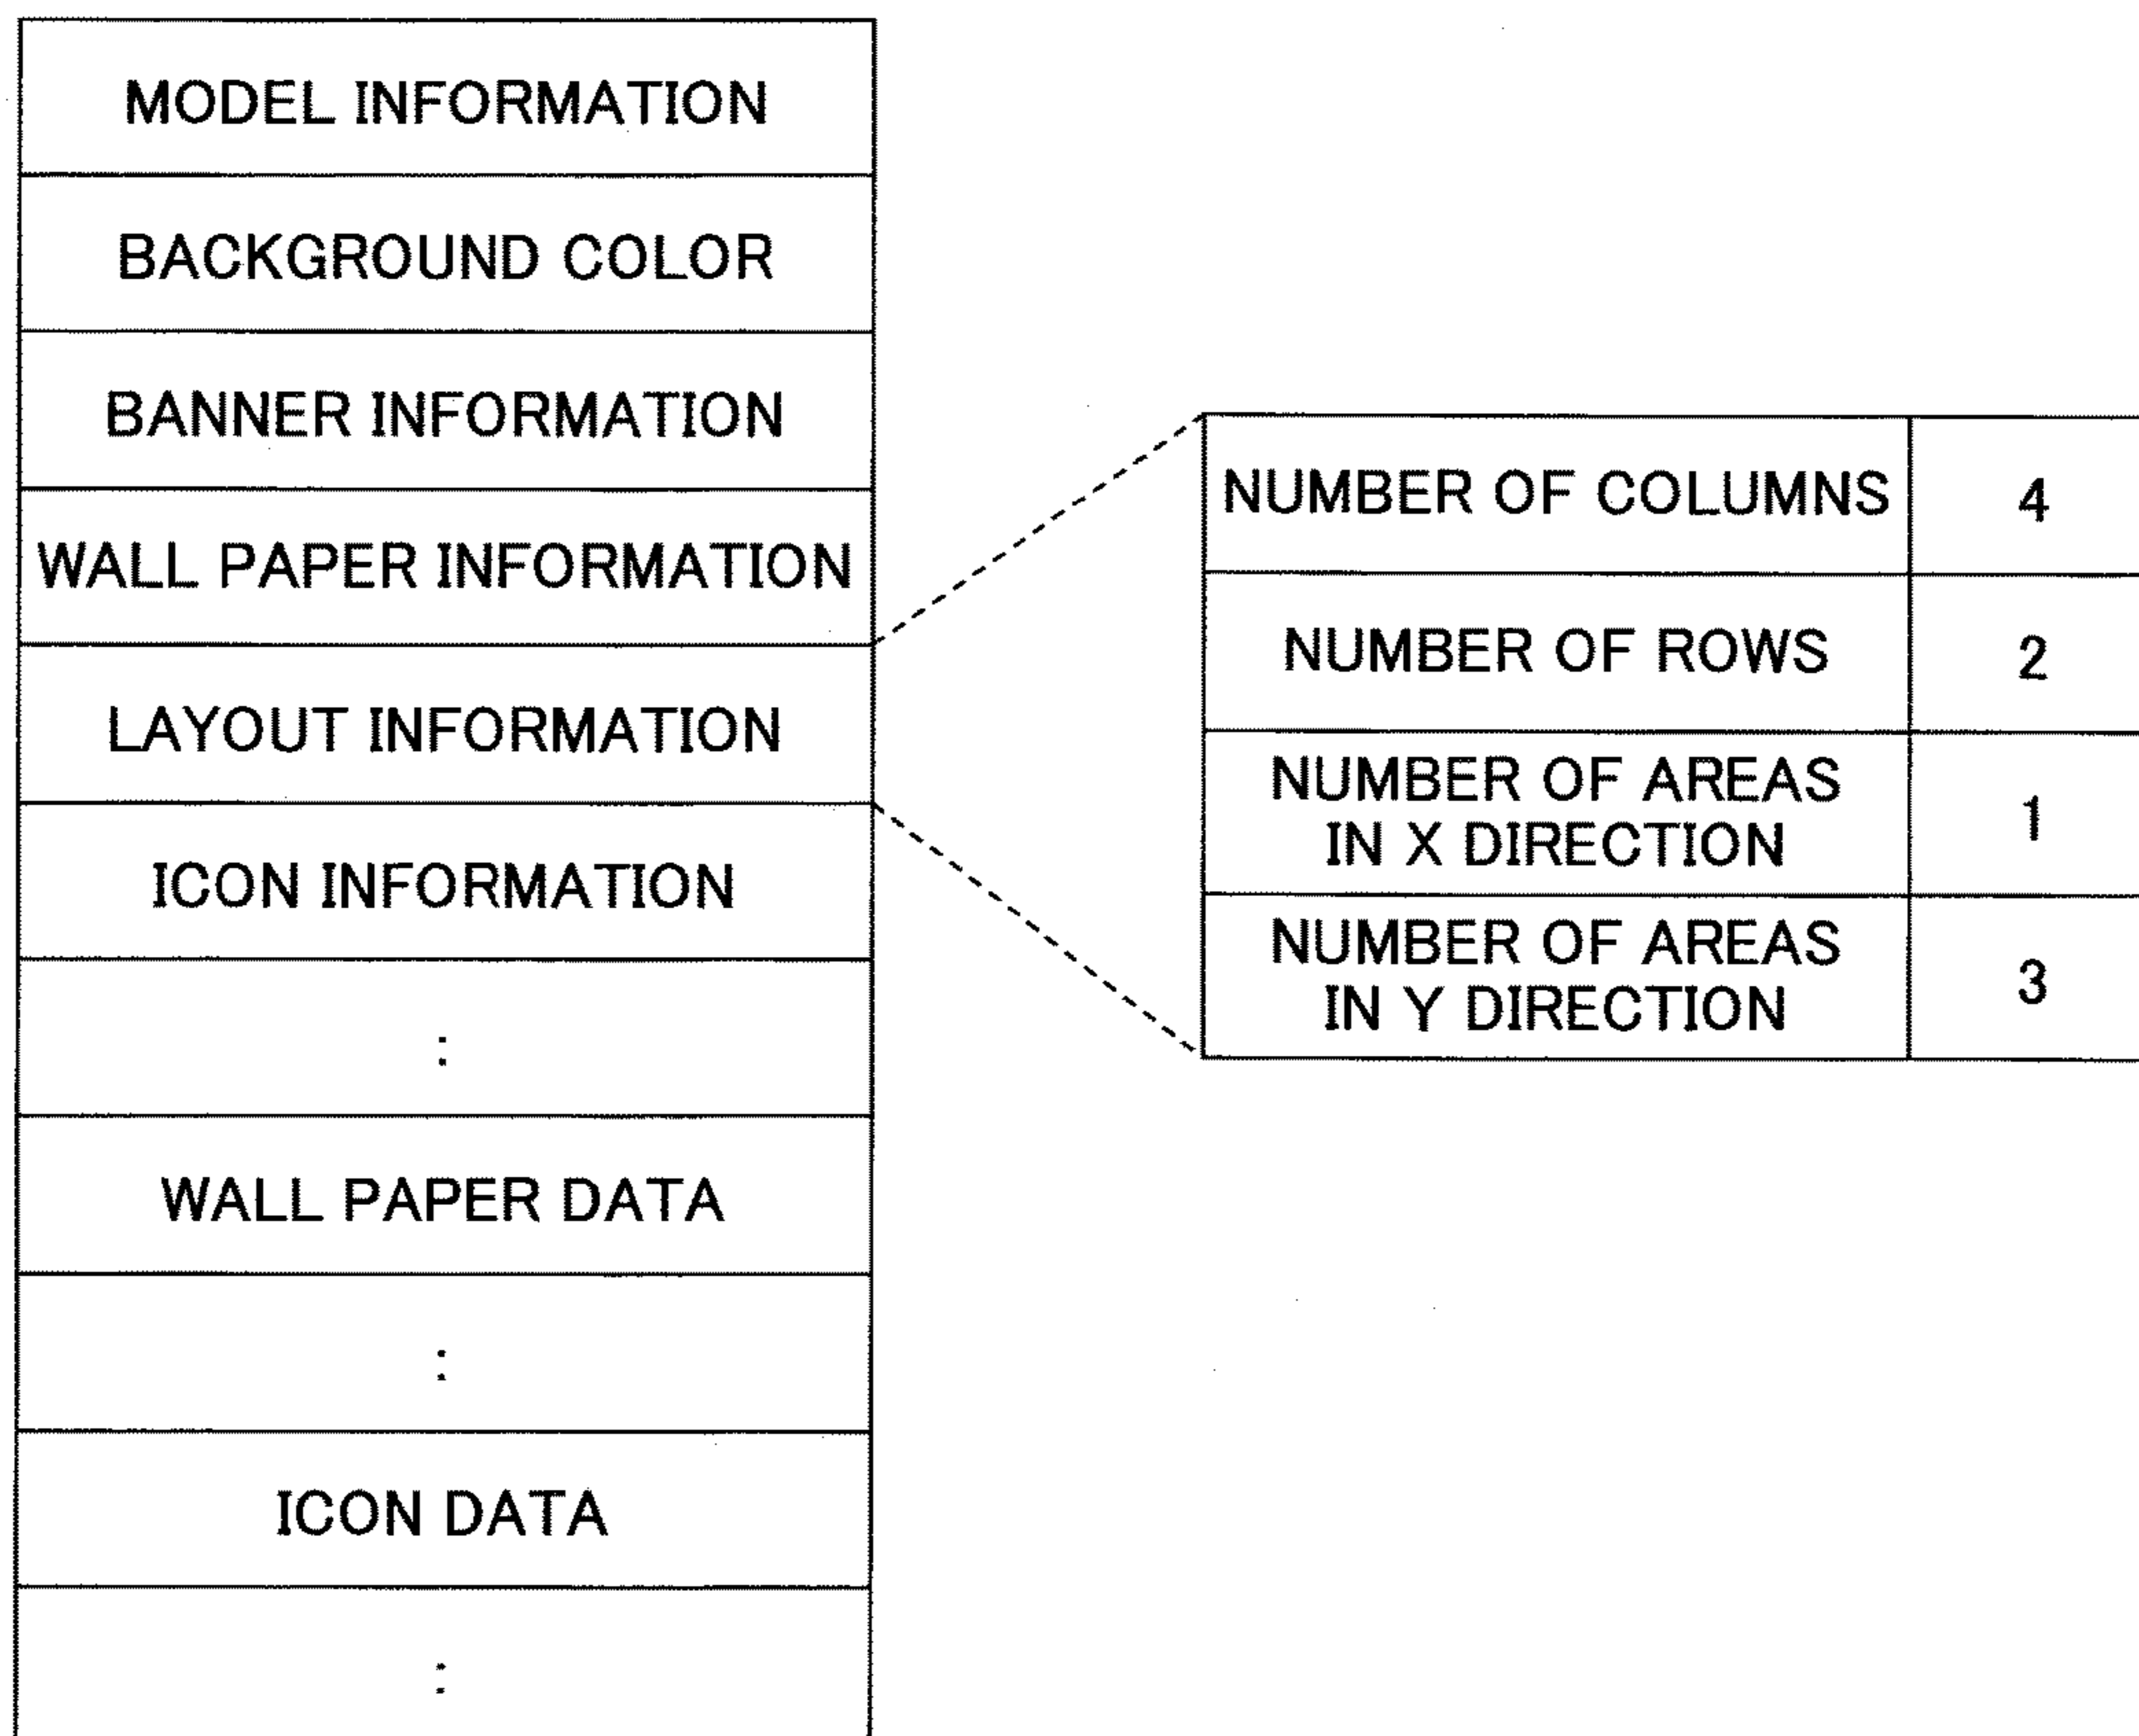 MODEL INFORMATION
BACKGROUND COLOR
BANNER INFORMATION
WALL PAPER INFORMATION
LAYOUT INFORMATION
ICON INFORMATION
:
WALL PAPER DATA
:
ICON DATA
:
NUMBER OF COLUMNS 4
NUMBER OF ROWS 2
NUMBER OF AREAS
IN X DIRECTION 1
NUMBER OF AREAS
IN Y DIRECTION 3